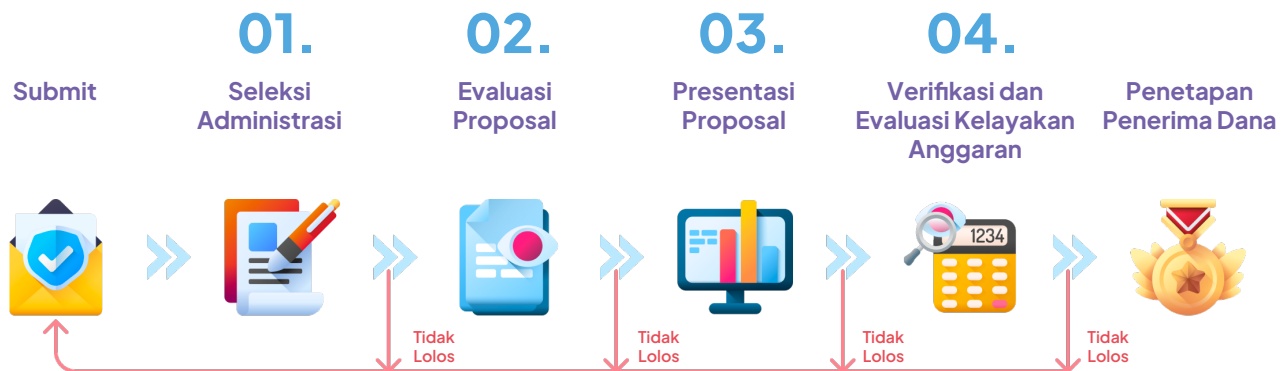 Submit
01.
Seleksi
Administrasi
02.
Evaluasi
Proposal
03.
Presentasi
Proposal
04.
Verifikasi dan
Evaluasi Kelayakan
Anggaran
Penetapan
Penerima Dana
1234
Tidak
Lolos
Tidak
Lolos
Tidak
Lolos
Tidak
Lolos